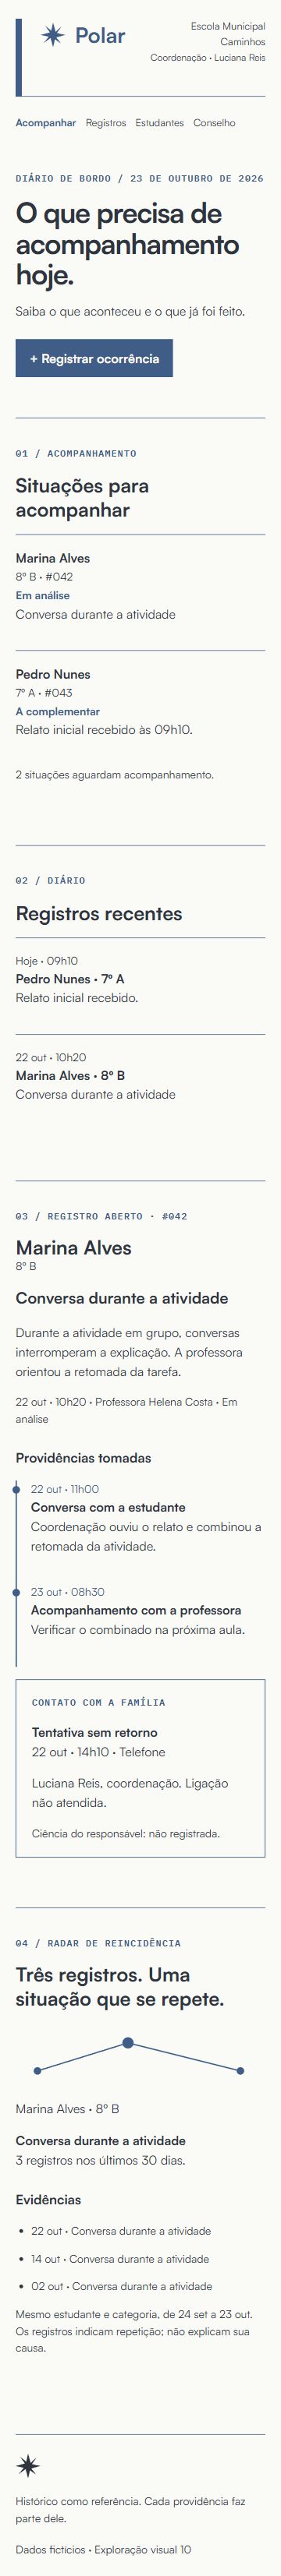 Polar
Escola Municipal
Caminhos
Coordenação · Luciana Reis
Acompanhar Registros Estudantes Conselho
DIÁRIO DE BORDO / 23 DE OUTUBRO DE 2026
O que precisa de
acompanhamento
hoje.
Saiba o que aconteceu e o que já foi feito.
+ Registrar ocorrência
01 / ACOMPANHAMENTO
Situações para
acompanhar
Marina Alves
8º B · #042
Em análise
Conversa durante a atividade
Pedro Nunes
7º A · #043
A complementar
Relato inicial recebido às 09h10.
2 situações aguardam acompanhamento.
02 / DIÁRIO
Registros recentes
Hoje · 09h10
Pedro Nunes · 7º A
Relato inicial recebido.
22 out · 10h20
Marina Alves · 8º B
Conversa durante a atividade
03 / REGISTRO ABERTO · #042
Marina Alves
8º B
Conversa durante a atividade
Durante a atividade em grupo, conversas
interromperam a explicação. A professora
orientou a retomada da tarefa.
22 out · 10h20 · Professora Helena Costa · Em
análise
Providências tomadas
22 out · 11h00
Conversa com a estudante
Coordenação ouviu o relato e combinou a
retomada da atividade.
23 out · 08h30
Acompanhamento com a professora
Verificar o combinado na próxima aula.
CONTATO COM A FAMÍLIA
Tentativa sem retorno
22 out · 14h10 · Telefone
Luciana Reis, coordenação. Ligação
não atendida.
Ciência do responsável: não registrada.
04 / RADAR DE REINCIDÊNCIA
Três registros. Uma
situação que se repete.
Marina Alves · 8º B
Conversa durante a atividade
3 registros nos últimos 30 dias.
Evidências
• 22 out · Conversa durante a atividade
• 14 out · Conversa durante a atividade
• 02 out · Conversa durante a atividade
Mesmo estudante e categoria, de 24 set a 23 out.
Os registros indicam repetição; não explicam sua
causa.
Histórico como referência. Cada providência faz
parte dele.
Dados fictícios · Exploração visual 10